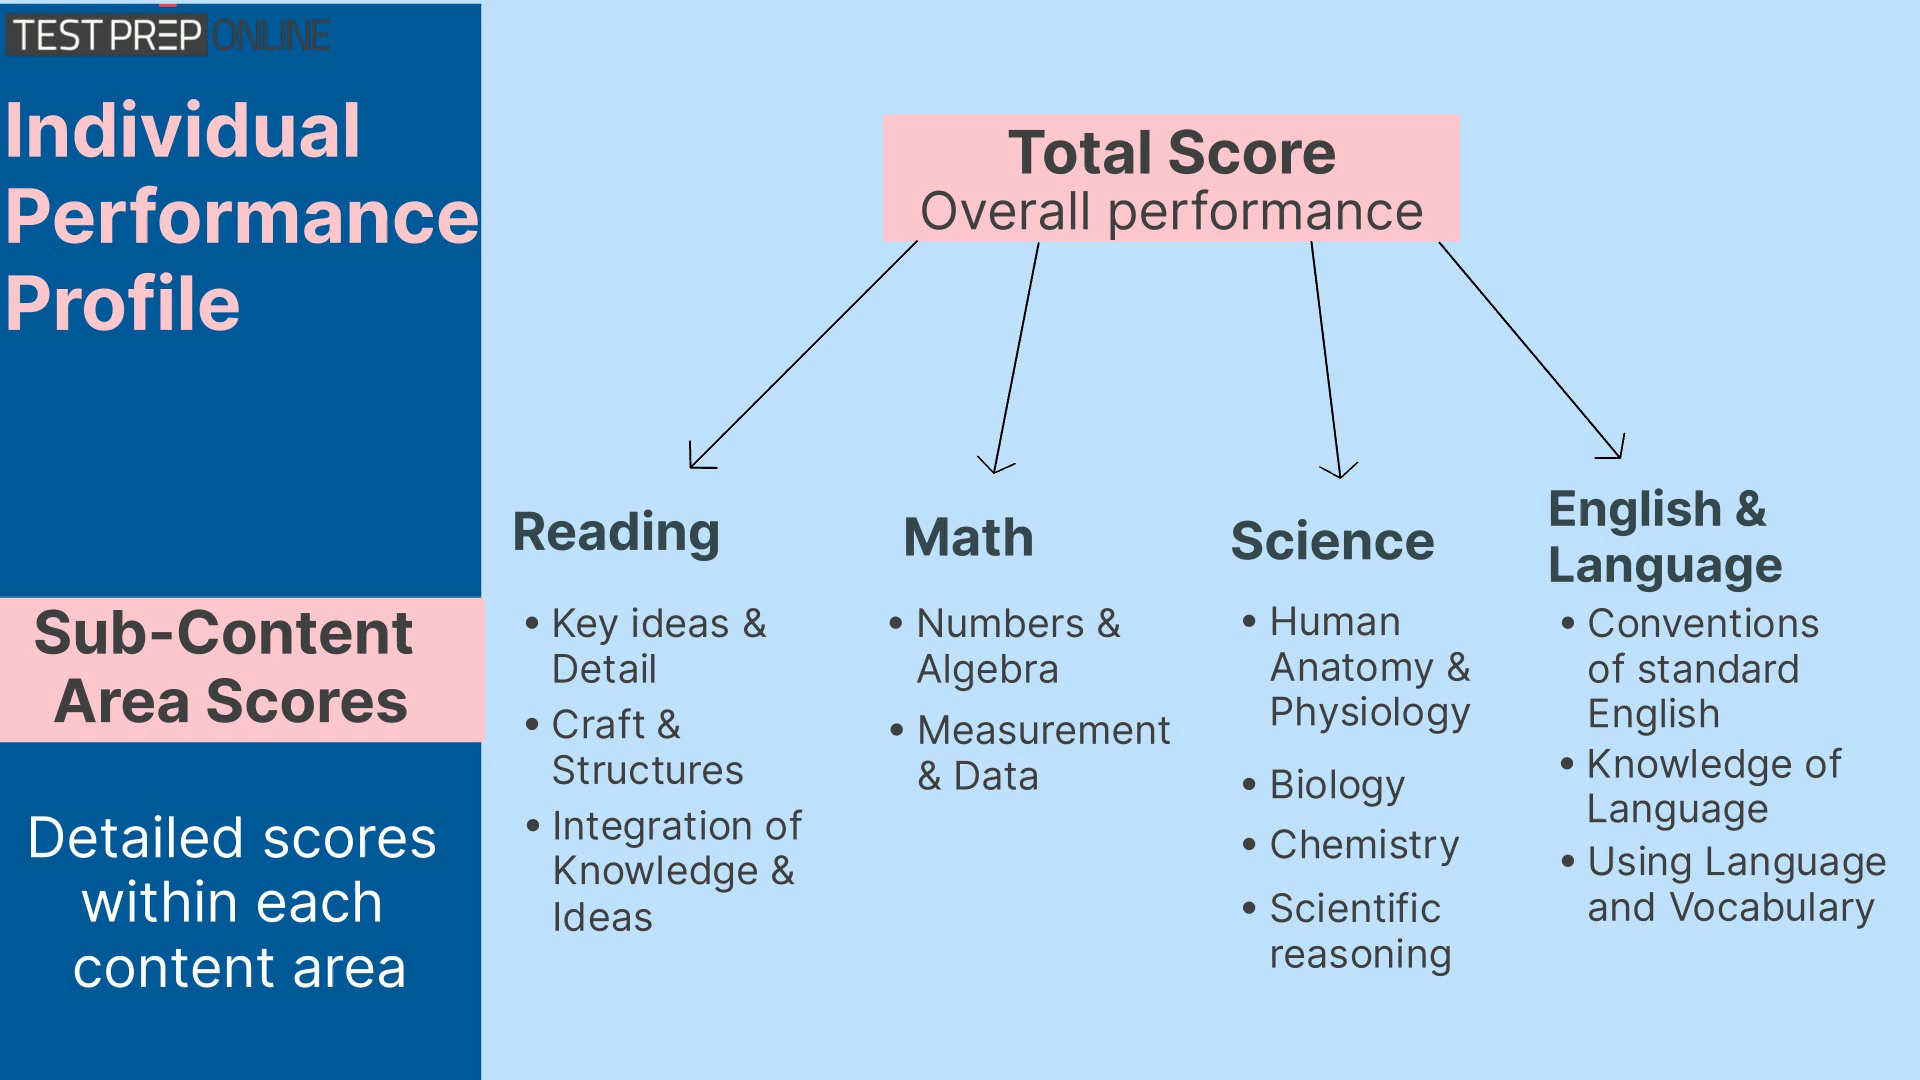 TEST PREP ONLINE
Individual
Performance
Profile
Total Score
Overall performance
Sub-Content
Area Scores
Detailed scores
within each
content area
Reading
• Key ideas &
Detail
• Craft &
Structures
• Integration of
Knowledge &
Ideas
Math
• Numbers &
Algebra
• Measurement
& Data
Science
• Human
Anatomy &
Physiology
• Biology
• Chemistry
• Scientific
reasoning
English &
Language
• Conventions
of standard
English
• Knowledge of
Language
• Using Language
and Vocabulary